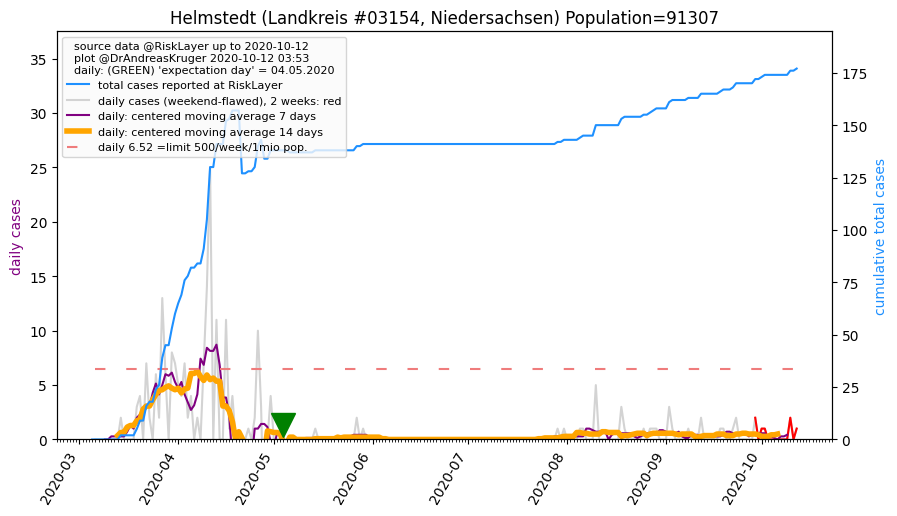 Helmstedt (Landkreis #03154, Niedersachsen) Population=91307
source data @RiskLayer up to 2020-10-12
plot @DrAndreasKruger 2020-10-12 03:53
daily: (GREEN) 'expectation day' = 04.05.2020
total cases reported at RiskLayer
daily cases (weekend-flawed), 2 weeks: red
daily: centered moving average 7 days
daily: centered moving average 14 days
daily 6.52 =limit 500/week/1mio pop.
daily cases
35
30
25
20
15
10
5
0
cumulative total cases
175
150
125
100
75
50
25
0
2020-03
2020-04
2020-05
2020-06
2020-07
2020-08
2020-09
2020-10